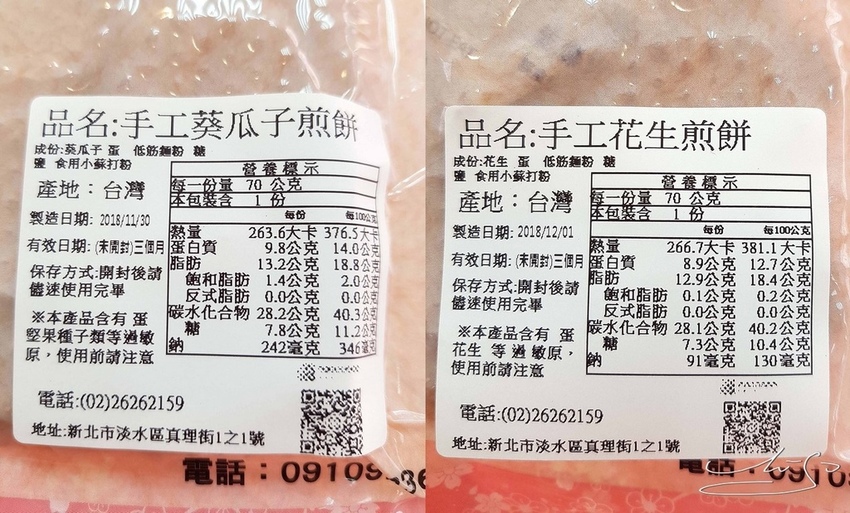 品名:手工葵瓜子煎餅
成份:葵瓜子 蛋 低筋麵粉 糖
鹽 食用小蘇打粉
產地：台灣
製造日期: 2018/11/30
有效日期: (未開封)三個月
保存方式:開封後請
儘速使用完畢
※本產品含有 蛋
堅果種子類等過敏
原，使用前請注意
營養標示
每一份量 70 公克
本包裝含 1 份
每份 每100公克
熱量 263.6大卡 376.5大卡
蛋白質 9.8公克 14.0公克
脂肪 13.2公克 18.8公克
飽和脂肪 1.4公克 2.0公克
反式脂肪 0.0公克 0.0公克
碳水化合物 28.2公克 40.3公克
糖 7.8公克 11.2公克
鈉 242毫克 346毫克
電話:(02)26262159
地址:新北市淡水區真理街1之1號
電話：09109
品名:手工花生煎餅
成份:花生 蛋 低筋麵粉 糖
鹽 食用小蘇打粉
產地：台灣
製造日期: 2018/12/01
有效日期: (未開封)三個月
保存方式:開封後請
儘速使用完畢
※本產品含有 蛋
花生 等過敏原，
使用前請注意
營養標示
每一份量 70 公克
本包裝含 1 份
每份 每100公克
熱量 266.7大卡 381.1大卡
蛋白質 8.9公克 12.7公克
脂肪 12.9公克 18.4公克
飽和脂肪 0.1公克 0.2公克
反式脂肪 0.0公克 0.0公克
碳水化合物 28.1公克 40.2公克
糖 7.3公克 10.4公克
鈉 91毫克 130毫克
電話:(02)26262159
地址:新北市淡水區真理街1之1號